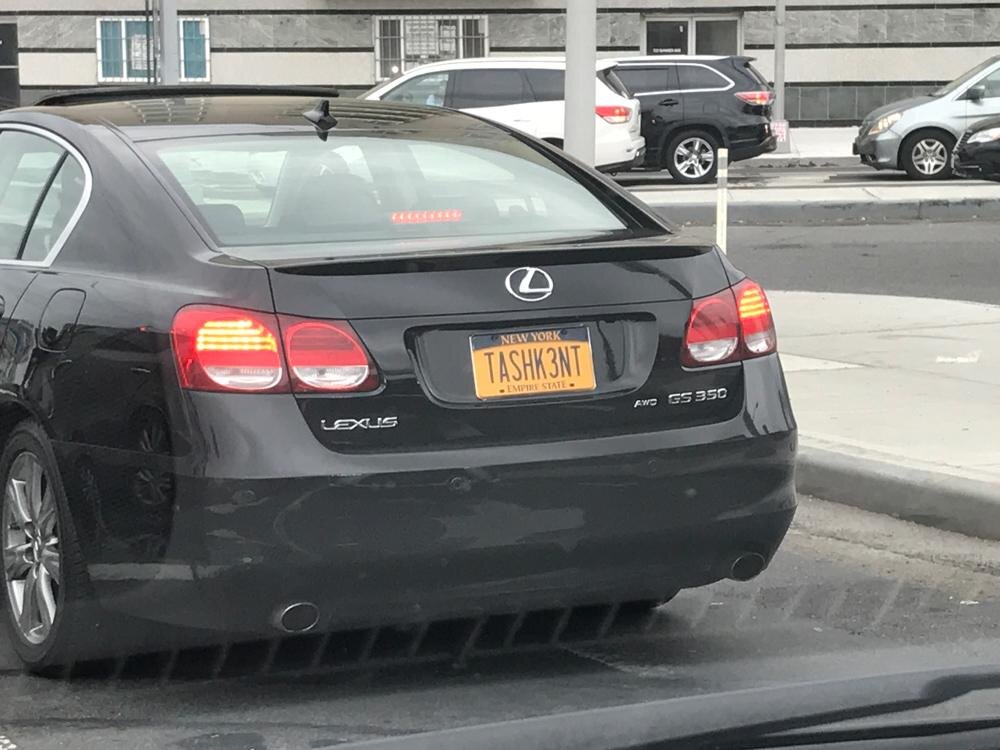 NEW YORK
TASHK3NT
EMPIRE STATE
LEXUS
AWD GS 350